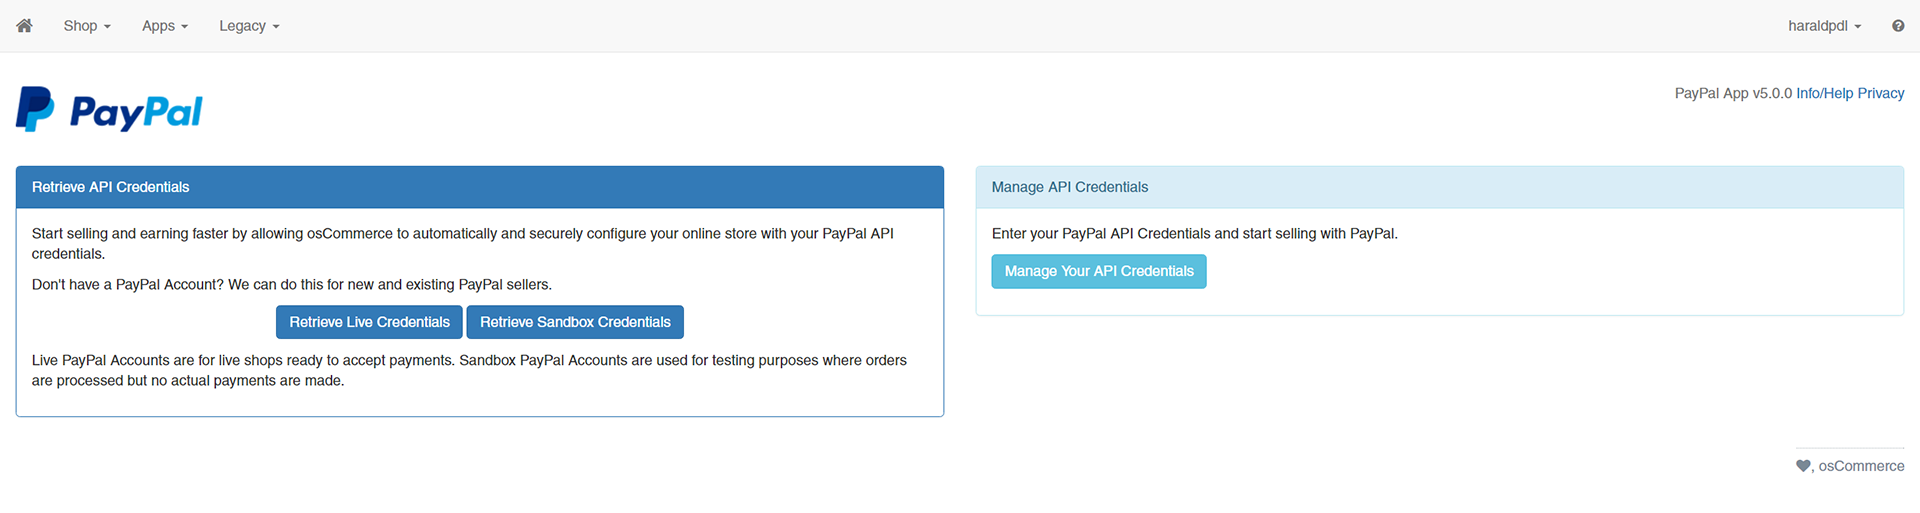 Shop Apps Legacy haraldpdl
PayPal
PayPal App v5.0.0 Info/Help Privacy
Retrieve API Credentials
Start selling and earning faster by allowing osCommerce to automatically and securely configure your online store with your PayPal API
credentials.
Don't have a PayPal Account? We can do this for new and existing PayPal sellers.
Retrieve Live Credentials Retrieve Sandbox Credentials
Live PayPal Accounts are for live shops ready to accept payments. Sandbox PayPal Accounts are used for testing purposes where orders
are processed but no actual payments are made.
Manage API Credentials
Enter your PayPal API Credentials and start selling with PayPal.
Manage Your API Credentials
, osCommerce